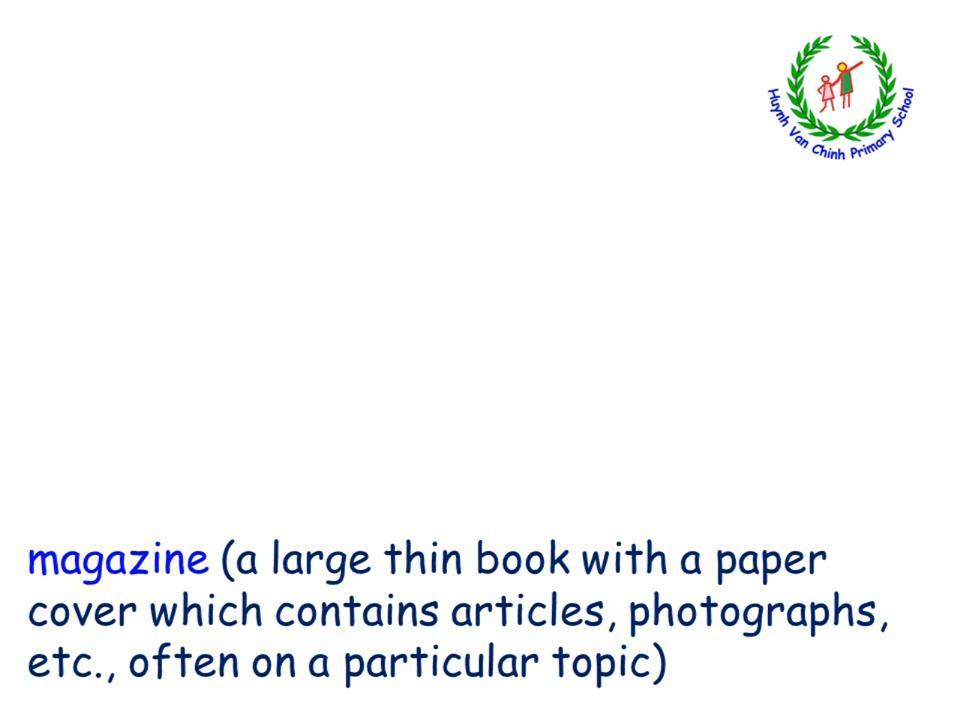 Huynh Van Chinh Primary School
magazine (a large thin book with a paper
cover which contains articles, photographs,
etc., often on a particular topic)